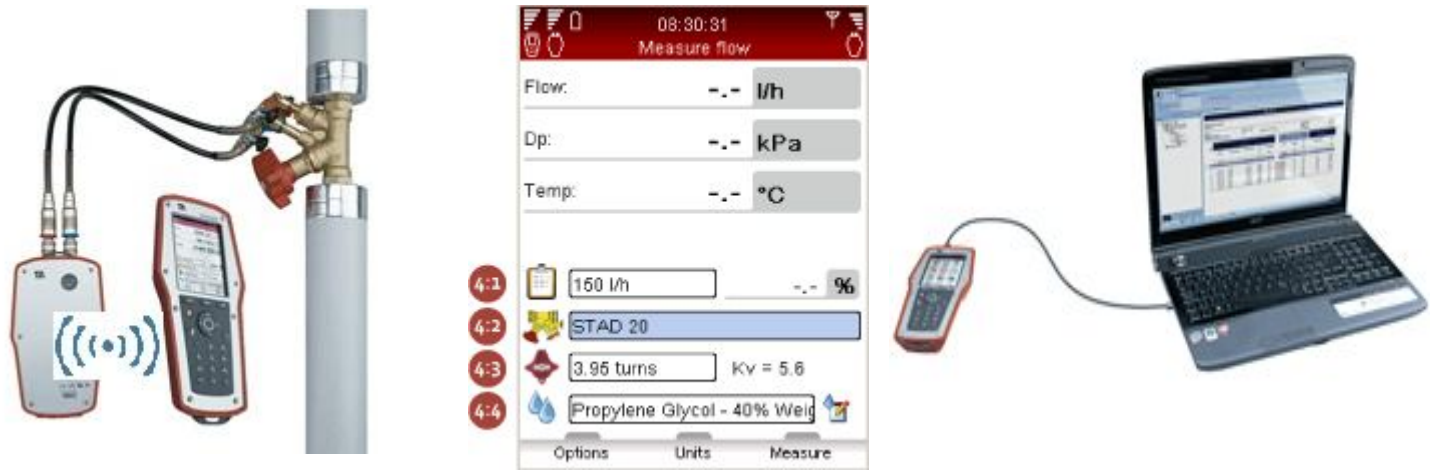 08:30:31
Measure flow
Flow: -.- l/h
Dp: -.- kPa
Temp: -.- °C
4:1 150 l/h -.- %
4:2 STAD 20
4:3 3.95 turns Kv = 5.6
4:4 Propylene Glycol - 40% Weig
Options Units Measure